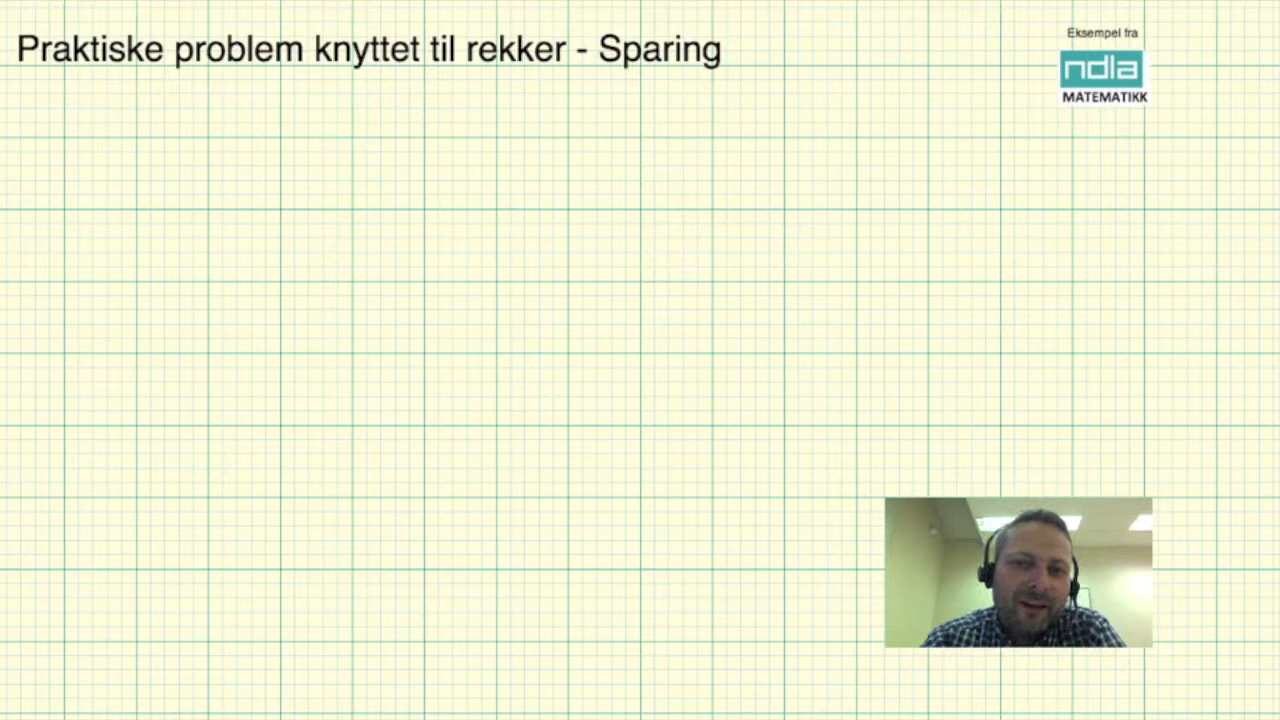 Praktiske problem knyttet til rekker - Sparing
Eksempel fra
ndla
MATEMATIKK